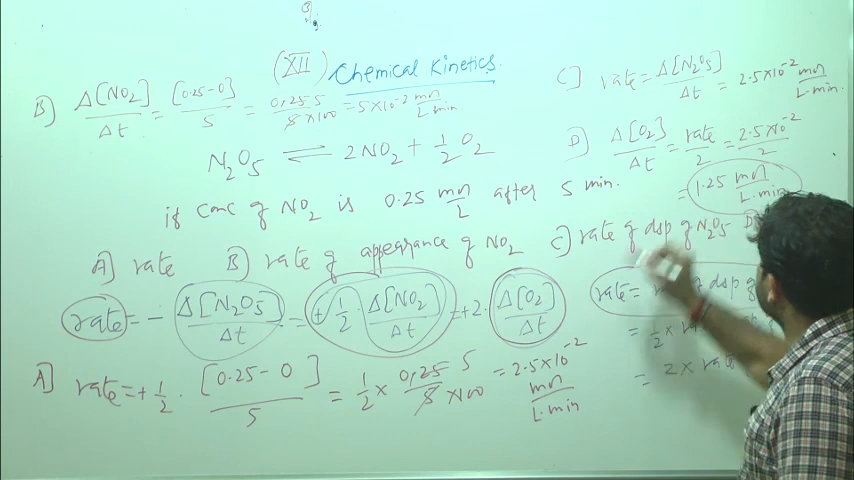 (XII) Chemical Kinetics
B) Δ[NO₂]/Δt = [0.25-0]/5 = 0.25 5/5×100 = 5×10⁻² mol/L min.
N₂O₅ ⇌ 2NO₂ + 1/2 O₂
if conc of NO₂ is 0.25 mol/L after 5 min.
A) rate B) rate of appearance of NO₂ C) rate of dsp of N₂O₅
rate = - Δ[N₂O₅]/Δt = + 1/2 · Δ[NO₂]/Δt = +2 · Δ[O₂]/Δt
A) rate = + 1/2 · [0.25 - 0]/5 = 1/2 × 0.25 5/5 ×100 = 2.5×10⁻² mol/L·min
C) rate = Δ[N₂O₅]/Δt = 2.5×10⁻² mol/L·min.
D) Δ[O₂]/Δt = rate/2 = 2.5×10⁻²/2
= 1.25 mol/L·min
rate = dsp
= 1/2 ×
= 2 × rate